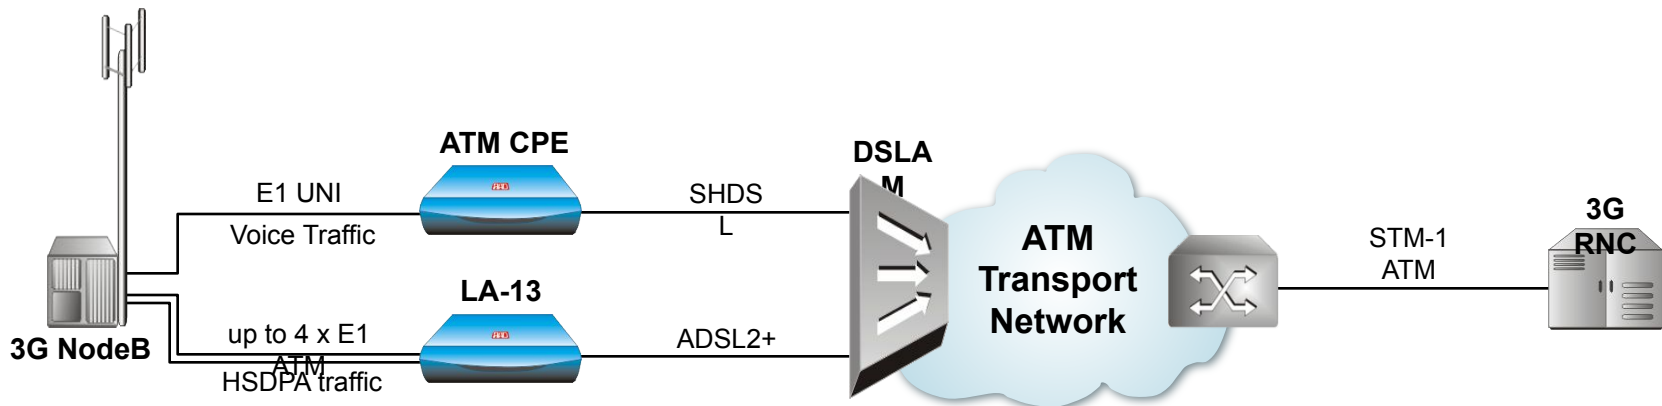 ATM CPE
DSLA
M
E1 UNI
Voice Traffic
SHDS
L
3G
RNC
ATM
Transport
Network
STM-1
ATM
LA-13
up to 4 x E1
ATM
HSDPA traffic
ADSL2+
3G NodeB